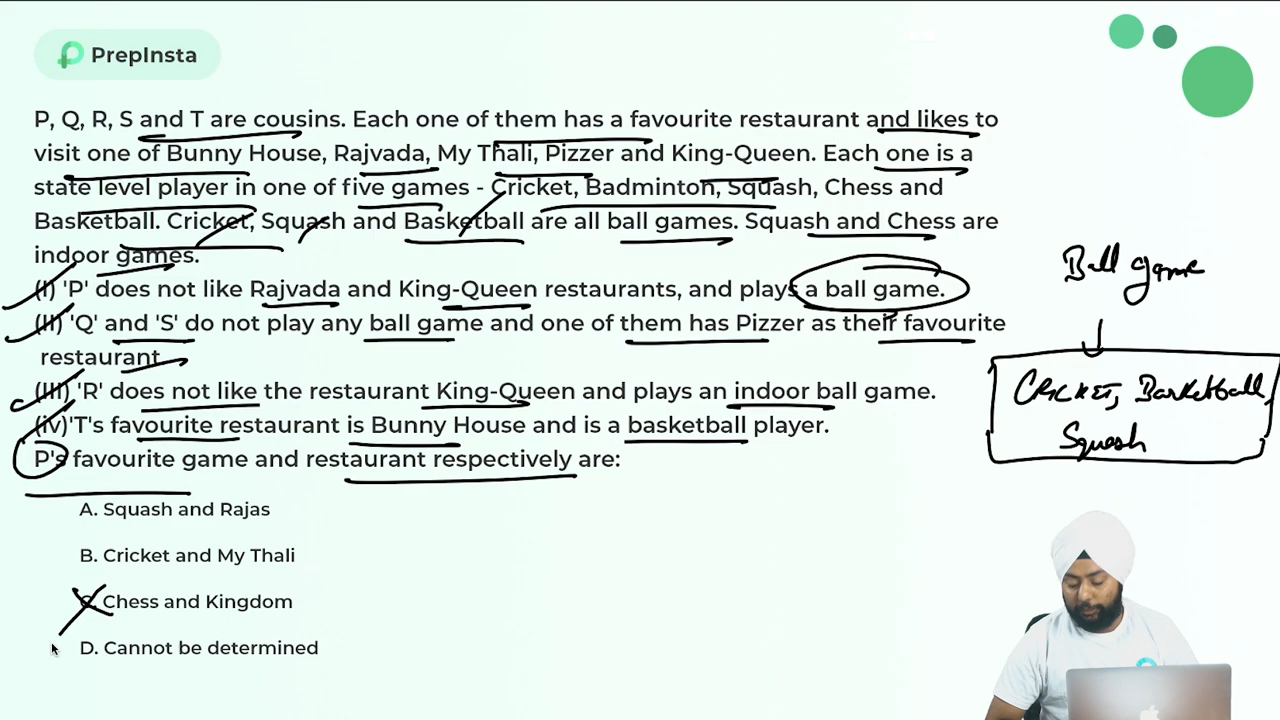 PrepInsta
P, Q, R, S and T are cousins. Each one of them has a favourite restaurant and likes to
visit one of Bunny House, Rajvada, My Thali, Pizzer and King-Queen. Each one is a
state level player in one of five games - Cricket, Badminton, Squash, Chess and
Basketball. Cricket, Squash and Basketball are all ball games. Squash and Chess are
indoor games.
(I) 'P' does not like Rajvada and King-Queen restaurants, and plays a ball game.
(II) 'Q' and 'S' do not play any ball game and one of them has Pizzer as their favourite
restaurant
(III) 'R' does not like the restaurant King-Queen and plays an indoor ball game.
(iv)'T's favourite restaurant is Bunny House and is a basketball player.
P's favourite game and restaurant respectively are:
A. Squash and Rajas
B. Cricket and My Thali
C. Chess and Kingdom
D. Cannot be determined
Ball game
CRICKET, Barketball,
Squash